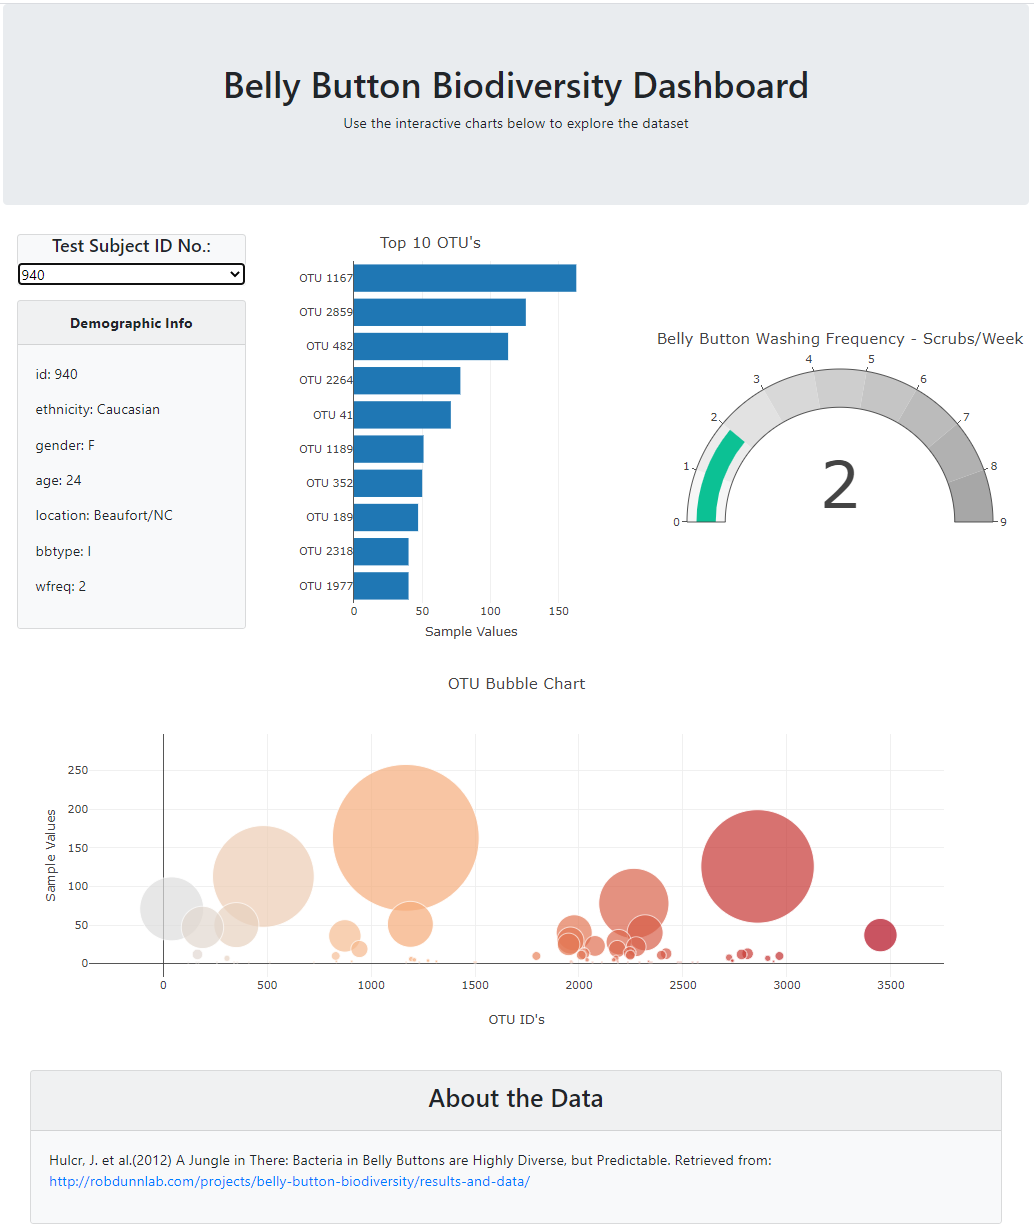 Belly Button Biodiversity Dashboard
Use the interactive charts below to explore the dataset
Test Subject ID No.:
940
Demographic Info
id: 940
ethnicity: Caucasian
gender: F
age: 24
location: Beaufort/NC
bbtype: I
wfreq: 2
Top 10 OTU's
OTU 1167
OTU 2859
OTU 482
OTU 2264
OTU 41
OTU 1189
OTU 352
OTU 189
OTU 2318
OTU 1977
0 50 100 150
Sample Values
Belly Button Washing Frequency - Scrubs/Week
0
1
2
3
4
5
6
7
8
9
2
OTU Bubble Chart
250
200
150
100
50
0
Sample Values
0 500 1000 1500 2000 2500 3000 3500
OTU ID's
About the Data
Hulcr, J. et al.(2012) A Jungle in There: Bacteria in Belly Buttons are Highly Diverse, but Predictable. Retrieved from:
http://robdunnlab.com/projects/belly-button-biodiversity/results-and-data/